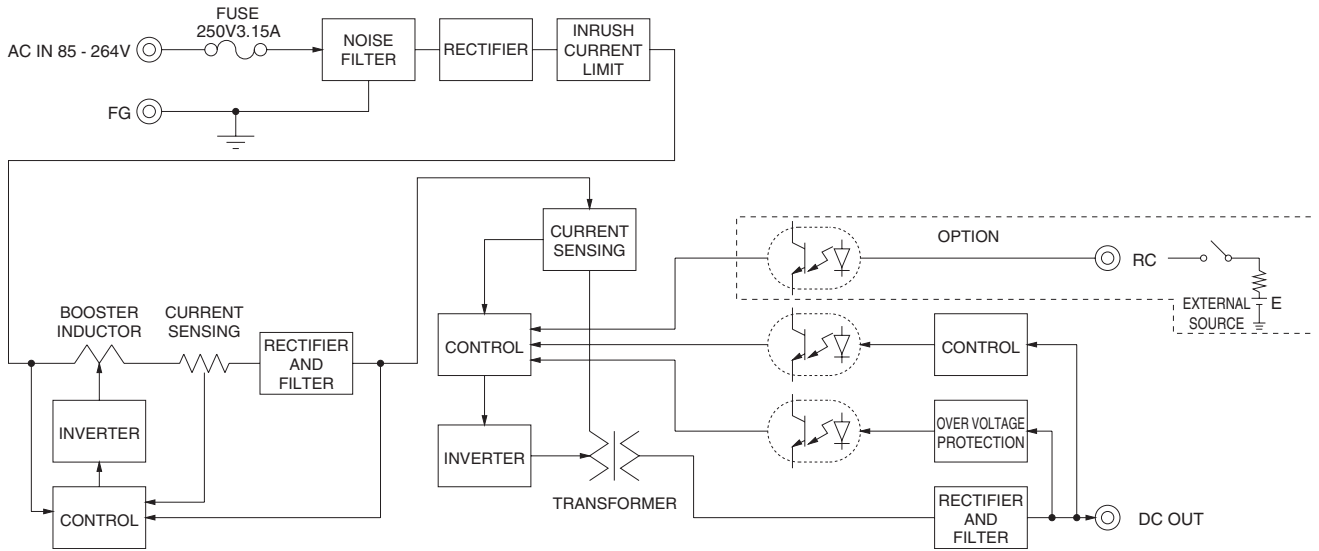 FUSE
250V3.15A
AC IN 85 - 264V
NOISE
FILTER
RECTIFIER
INRUSH
CURRENT
LIMIT
FG
CURRENT
SENSING
OPTION
RC
EXTERNAL
SOURCE
E
BOOSTER
INDUCTOR
CURRENT
SENSING
RECTIFIER
AND
FILTER
CONTROL
CONTROL
INVERTER
INVERTER
OVER VOLTAGE
PROTECTION
TRANSFORMER
CONTROL
RECTIFIER
AND
FILTER
DC OUT